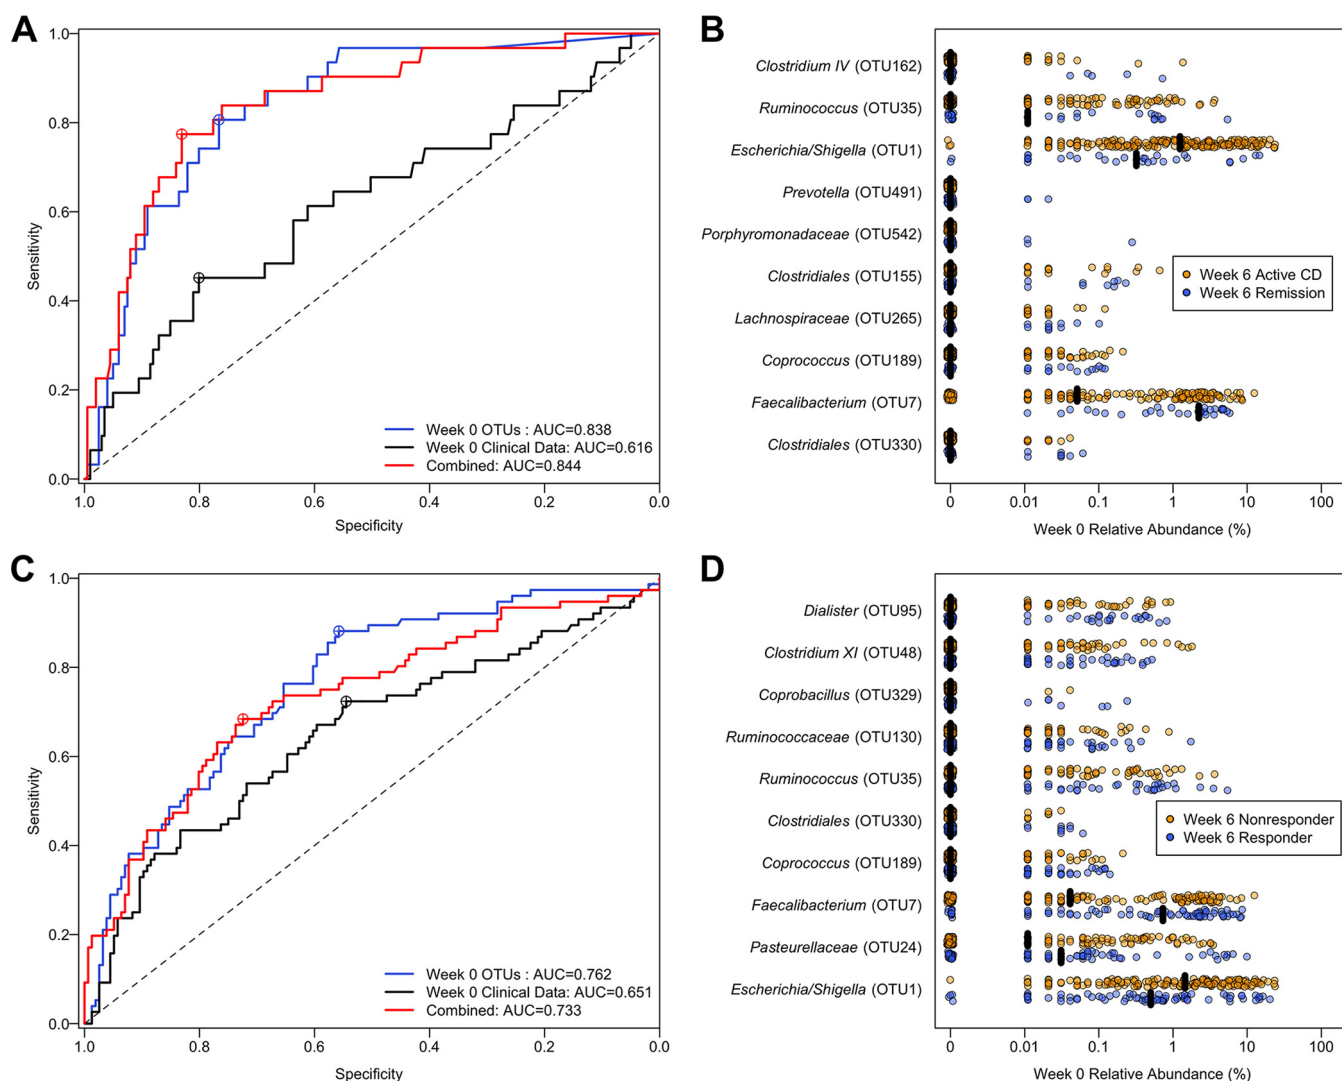 A
1.0
0.8
0.6
0.4
0.2
0.0
Sensitivity
Week 0 OTUs : AUC=0.838
Week 0 Clinical Data: AUC=0.616
Combined: AUC=0.844
1.0 0.8 0.6 0.4 0.2 0.0
Specificity
B
Clostridium IV (OTU162)
Ruminococcus (OTU35)
Escherichia/Shigella (OTU1)
Prevotella (OTU491)
Porphyromonadaceae (OTU542)
Clostridiales (OTU155)
Lachnospiraceae (OTU265)
Coprococcus (OTU189)
Faecalibacterium (OTU7)
Clostridiales (OTU330)
Week 6 Active CD
Week 6 Remission
0 0.01 0.1 1 10 100
Week 0 Relative Abundance (%)
C
1.0
0.8
0.6
0.4
0.2
0.0
Sensitivity
Week 0 OTUs : AUC=0.762
Week 0 Clinical Data: AUC=0.651
Combined: AUC=0.733
1.0 0.8 0.6 0.4 0.2 0.0
Specificity
D
Dialister (OTU95)
Clostridium XI (OTU48)
Coprobacillus (OTU329)
Ruminococcaceae (OTU130)
Ruminococcus (OTU35)
Clostridiales (OTU330)
Coprococcus (OTU189)
Faecalibacterium (OTU7)
Pasteurellaceae (OTU24)
Escherichia/Shigella (OTU1)
Week 6 Nonresponder
Week 6 Responder
0 0.01 0.1 1 10 100
Week 0 Relative Abundance (%)